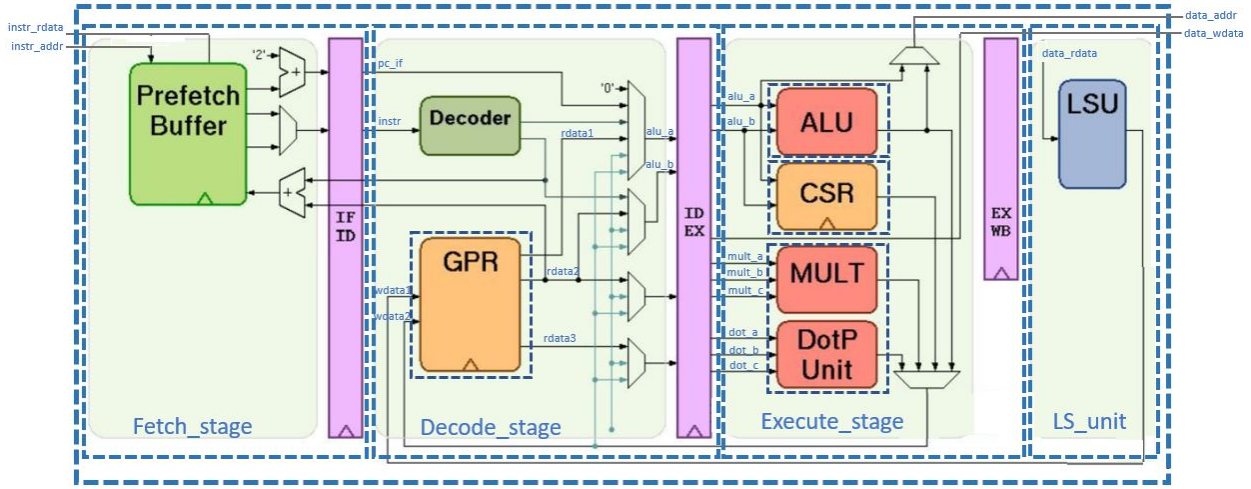 instr_rdata
instr_addr
data_addr
data_wdata
'2'
+
Prefetch
Buffer
+
IF
ID
Fetch_stage
pc_if
instr
Decoder
rdata1
'0'
alu_a
alu_b
GPR
rdata2
wdata1
wdata2
rdata3
Decode_stage
ID
EX
alu_a
alu_b
ALU
CSR
mult_a
mult_b
mult_c
MULT
dot_a
dot_b
dot_c
DotP
Unit
Execute_stage
EX
WB
data_rdata
LSU
LS_unit